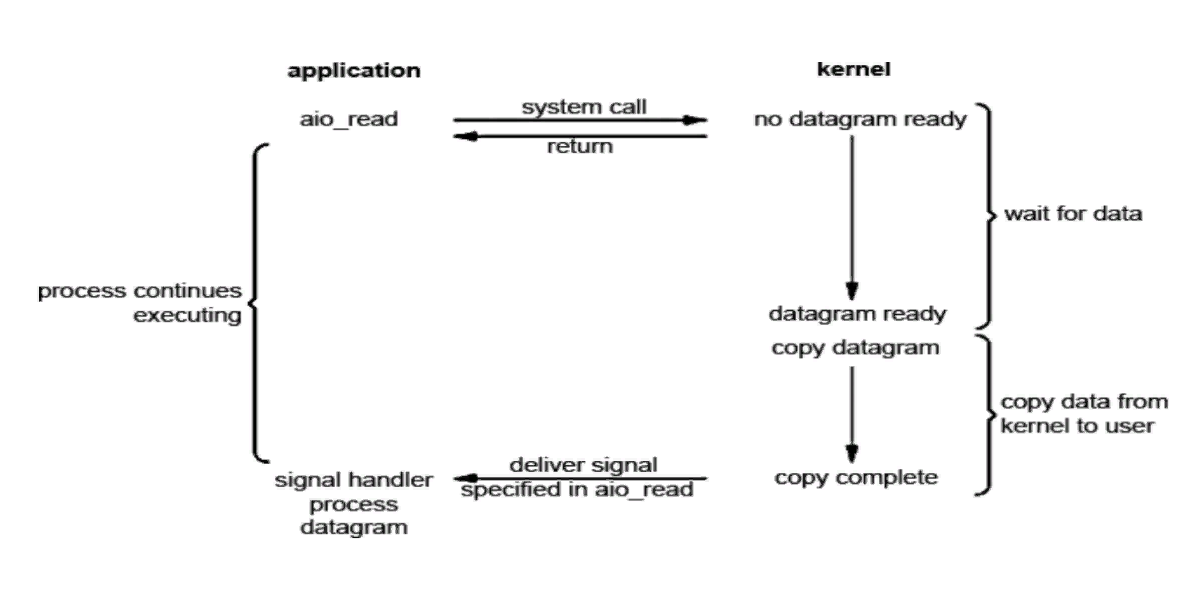 application
kernel
aio_read
system call
no datagram ready
return
wait for data
process continues
executing
datagram ready
copy datagram
copy data from
kernel to user
deliver signal
specified in aio_read
copy complete
signal handler
process
datagram